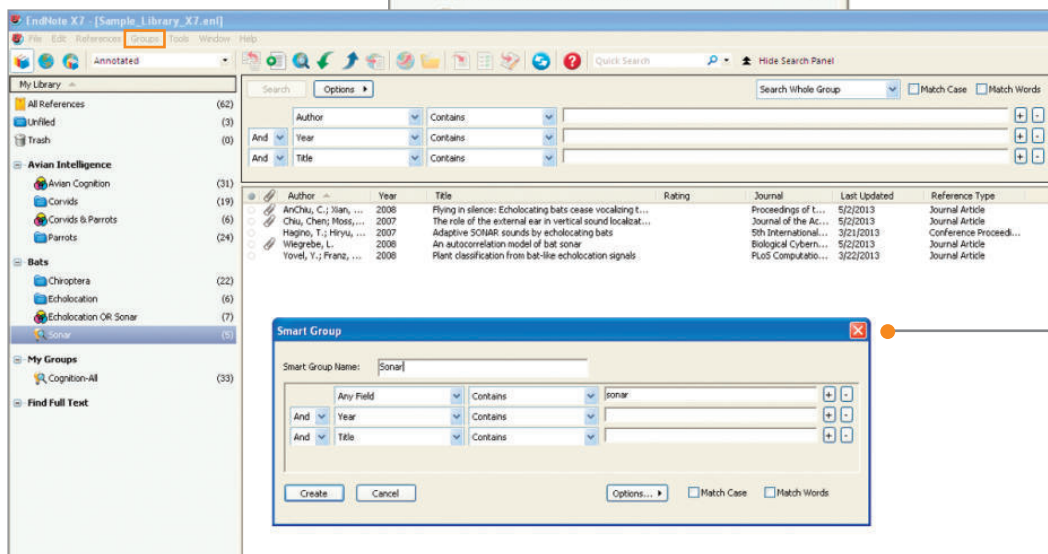 EndNote X7 - [Sample_Library_X7.enl]
File Edit References Groups Tools Window Help
Annotated Quick Search Hide Search Panel
My Library
All References (62)
Unfiled (3)
Trash (0)
Avian Intelligence
Avian Cognition (31)
Corvids (19)
Corvids & Parrots (6)
Parrots (24)
Bats
Chiroptera (22)
Echolocation (6)
Echolocation OR Sonar (7)
Sonar (5)
My Groups
Cognition-All (33)
Find Full Text
Search Options Search Whole Group Match Case Match Words
Author Contains + -
And Year Contains + -
And Title Contains + -
Author Year Title Rating Journal Last Updated Reference Type
AnChiu, C.; Xian, ... 2008 Flying in silence: Echolocating bats cease vocalizing t... Proceedings of t... 5/2/2013 Journal Article
Chiu, Chen; Moss,... 2007 The role of the external ear in vertical sound localizat... Journal of the Ac... 5/2/2013 Journal Article
Hagino, T.; Hiryu, ... 2007 Adaptive SONAR sounds by echolocating bats 5th International... 3/21/2013 Conference Proceedi...
Wiegrebe, L. 2008 An autocorrelation model of bat sonar Biological Cybern... 5/2/2013 Journal Article
Yovel, Y.; Franz, ... 2008 Plant classification from bat-like echolocation signals PLoS Computatio... 3/22/2013 Journal Article
Smart Group
Smart Group Name: Sonar
Any Field Contains sonar + -
And Year Contains + -
And Title Contains + -
Create Cancel Options... Match Case Match Words